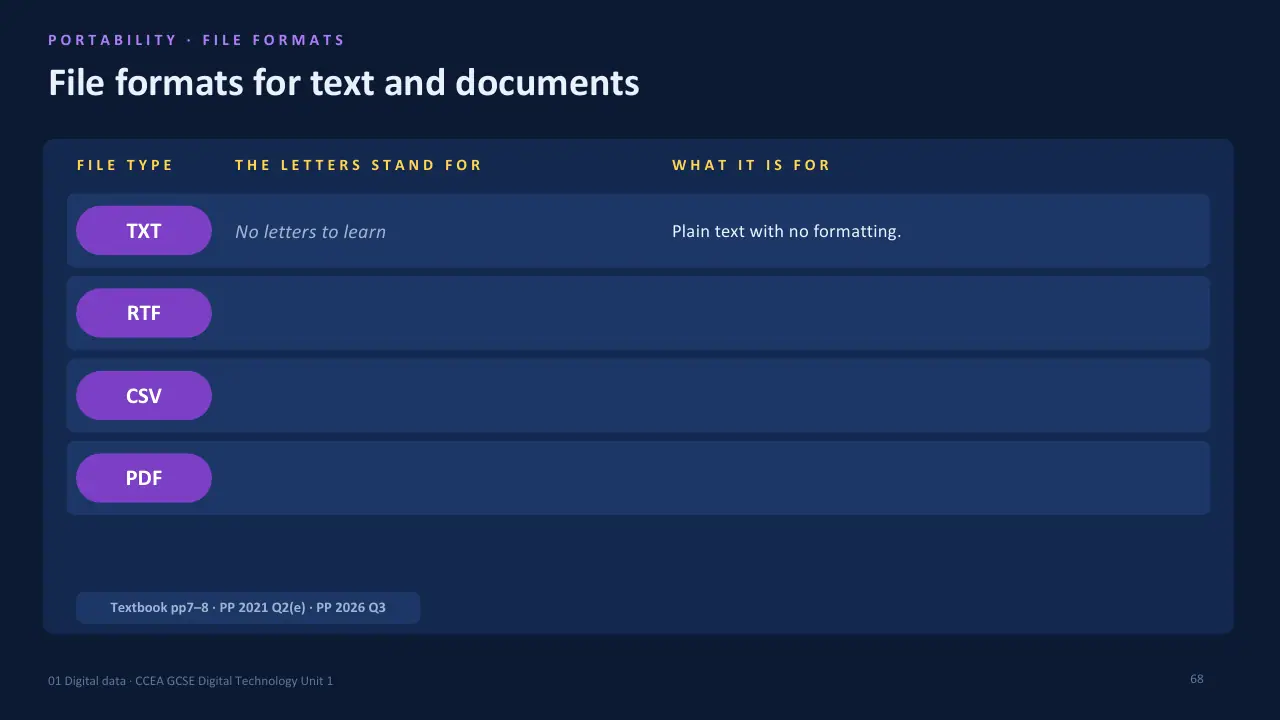 PORTABILITY · FILE FORMATS
File formats for text and documents
FILE TYPE THE LETTERS STAND FOR WHAT IT IS FOR
TXT No letters to learn Plain text with no formatting.
RTF
CSV
PDF
Textbook pp7–8 · PP 2021 Q2(e) · PP 2026 Q3
01 Digital data · CCEA GCSE Digital Technology Unit 1 68